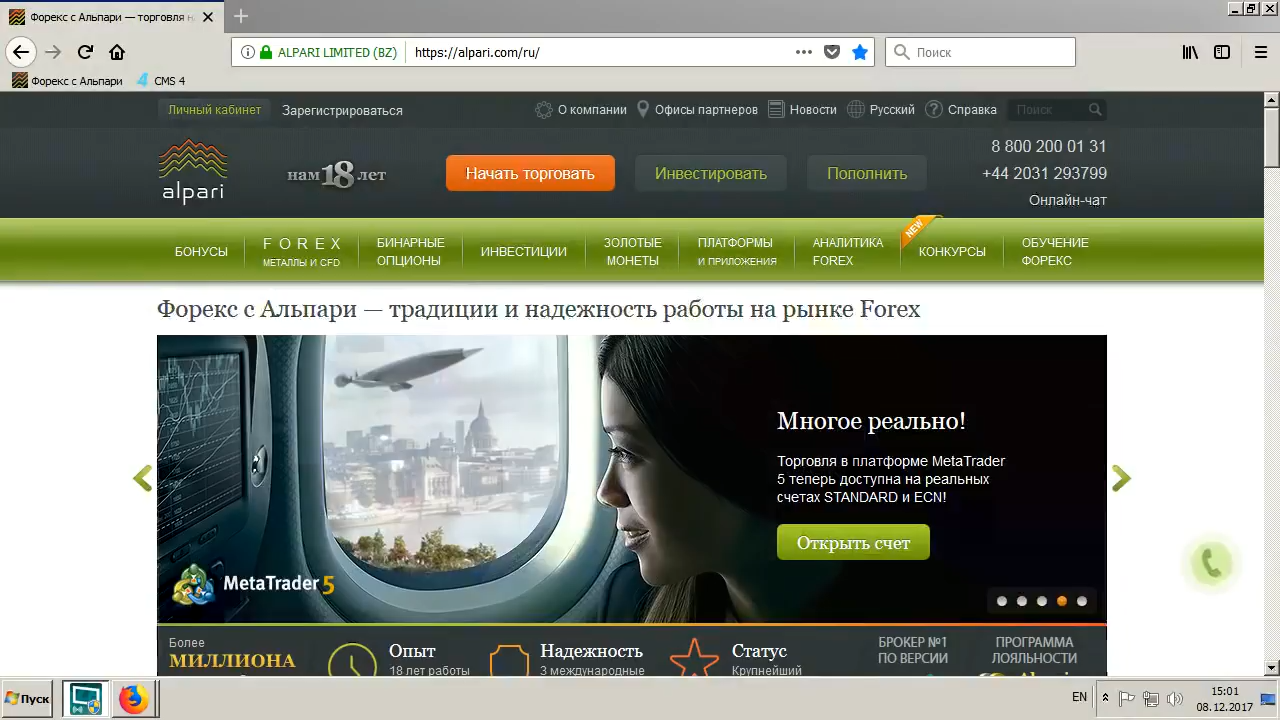 Форекс с Альпари — торговля н
ALPARI LIMITED (BZ)
https://alpari.com/ru/
Поиск
Форекс с Альпари
CMS 4
Личный кабинет
Зарегистрироваться
О компании
Офисы партнеров
Новости
Русский
Справка
Поиск
alpari
нам 18 лет
Начать торговать
Инвестировать
Пополнить
8 800 200 01 31
+44 2031 293799
Онлайн-чат
БОНУСЫ
FOREX
МЕТАЛЛЫ И CFD
БИНАРНЫЕ
ОПЦИОНЫ
ИНВЕСТИЦИИ
ЗОЛОТЫЕ
МОНЕТЫ
ПЛАТФОРМЫ
И ПРИЛОЖЕНИЯ
АНАЛИТИКА
FOREX
NEW
КОНКУРСЫ
ОБУЧЕНИЕ
ФОРЕКС
Форекс с Альпари — традиции и надежность работы на рынке Forex
Многое реально!
Торговля в платформе MetaTrader
5 теперь доступна на реальных
счетах STANDARD и ECN!
Открыть счет
MetaTrader 5
Более
МИЛЛИОНА
Опыт
18 лет работы
Надежность
3 международные
Статус
Крупнейший
БРОКЕР №1
ПО ВЕРСИИ
ПРОГРАММА
ЛОЯЛЬНОСТИ
Пуск
EN
15:01
08.12.2017